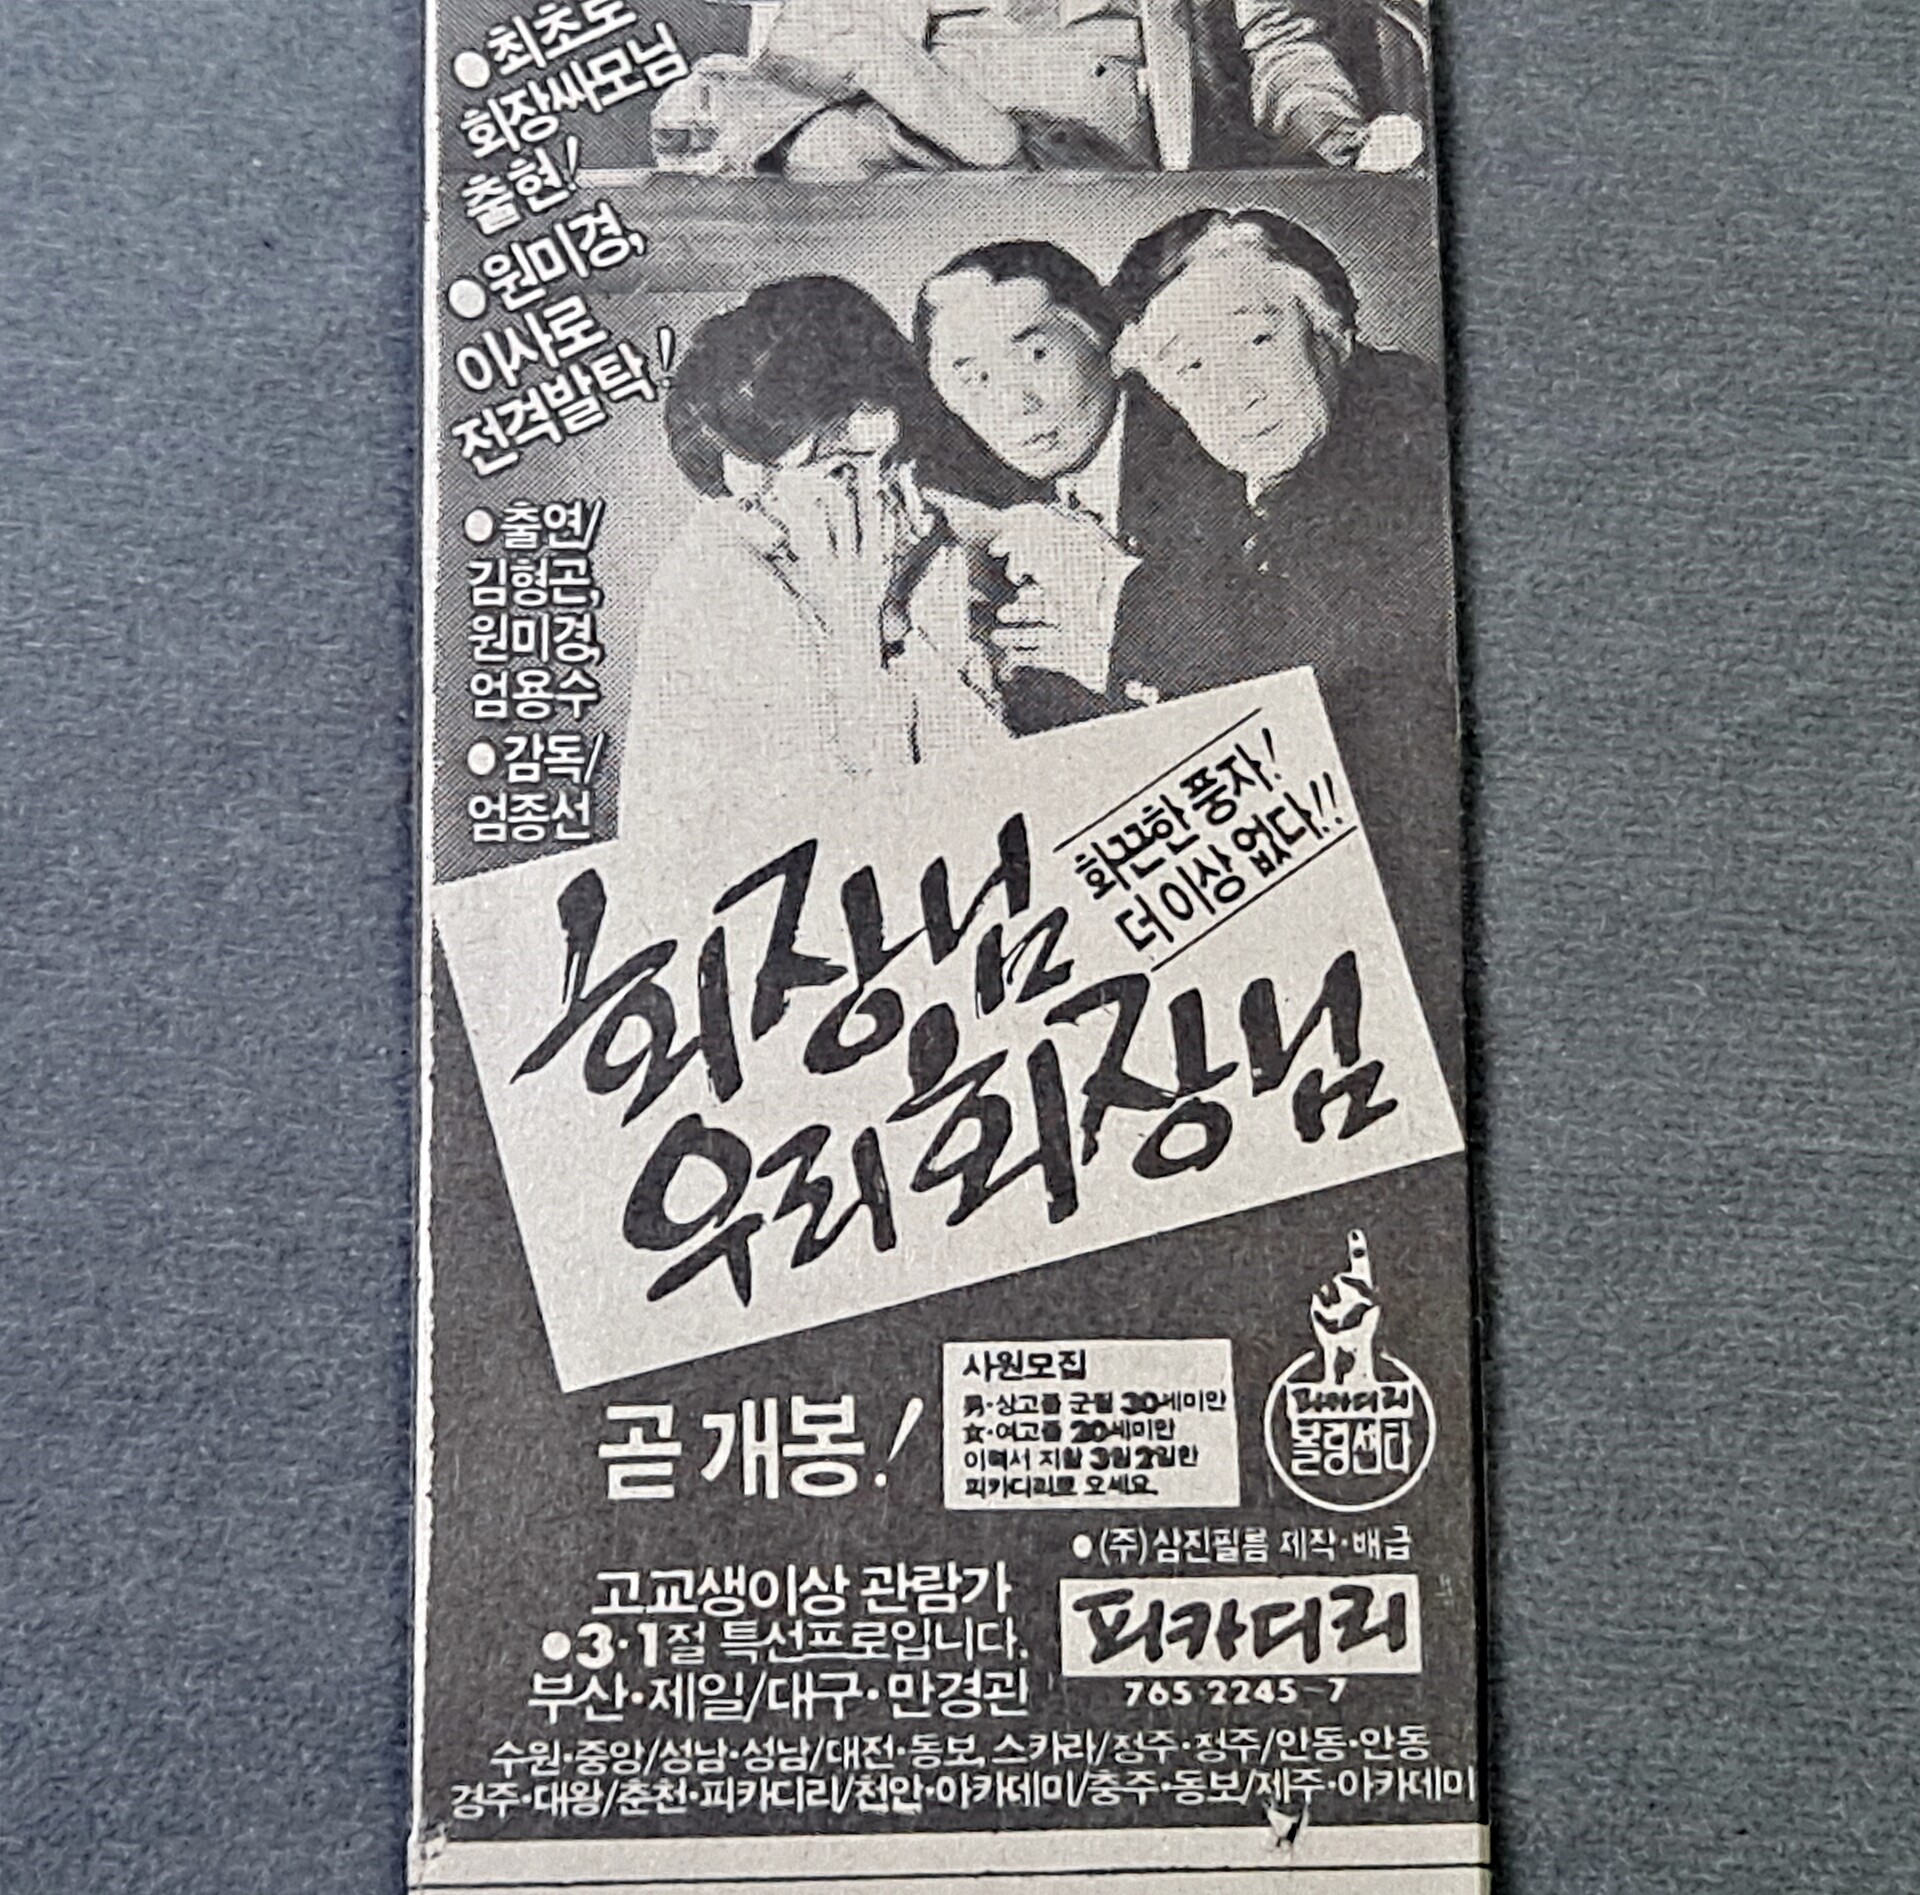 ●최초로
회장싸모님
출현!
●원미경,
이사로
전격발탁!
●출연/
김형곤,
원미경,
엄용수
●감독/
엄종선
화끈한 풍자!
더 이상 없다!!
회장님
우리 회장님
곧 개봉!
사원모집
男·상고졸 군필 30세미만
女·여고졸 20세미만
이력서 지참 3월 2일만
피카디리로 오세요.
피카디리
볼링센타
●(주)삼진필름 제작·배급
고교생이상 관람가
●3·1절 특선프로입니다.
부산·제일/대구·만경관
피카디리
765-2245~7
수원·중앙/성남·성남/대전·동보, 스카라/청주·청주/안동·안동
경주·대왕/춘천·피카디리/천안·아카데미/충주·동보/제주·아카데미